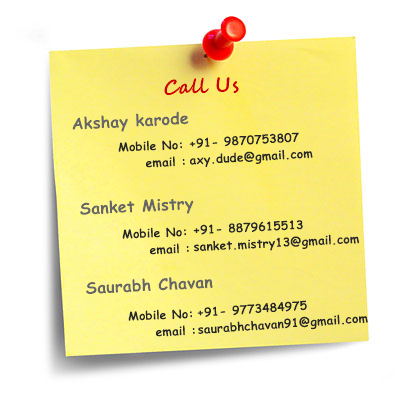 Call Us
Akshay karode
Mobile No: +91- 9870753807
email : axy.dude@gmail.com
Sanket Mistry
Mobile No: +91- 8879615513
email : sanket.mistry13@gmail.com
Saurabh Chavan
Mobile No: +91- 9773484975
email : saurabhchavan91@gmail.com